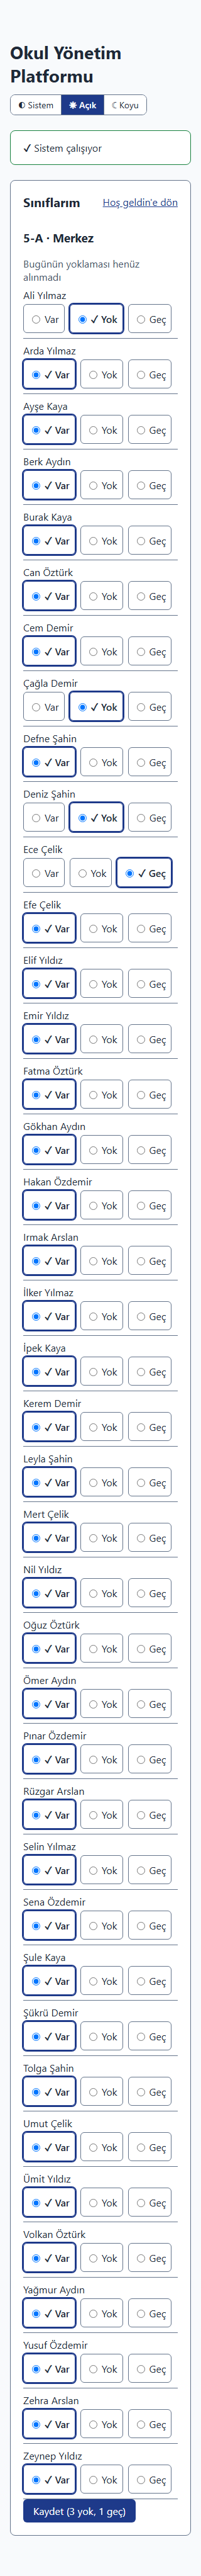 Okul Yönetim
Platformu
Sistem Açık Koyu
✓ Sistem çalışıyor
Sınıflarım Hoş geldin'e dön
5-A · Merkez
Bugünün yoklaması henüz
alınmadı
Ali Yılmaz
Var ✓ Yok Geç
Arda Yılmaz
✓ Var Yok Geç
Ayşe Kaya
✓ Var Yok Geç
Berk Aydın
✓ Var Yok Geç
Burak Kaya
✓ Var Yok Geç
Can Öztürk
✓ Var Yok Geç
Cem Demir
✓ Var Yok Geç
Çağla Demir
Var ✓ Yok Geç
Defne Şahin
✓ Var Yok Geç
Deniz Şahin
Var ✓ Yok Geç
Ece Çelik
Var Yok ✓ Geç
Efe Çelik
✓ Var Yok Geç
Elif Yıldız
✓ Var Yok Geç
Emir Yıldız
✓ Var Yok Geç
Fatma Öztürk
✓ Var Yok Geç
Gökhan Aydın
✓ Var Yok Geç
Hakan Özdemir
✓ Var Yok Geç
Irmak Arslan
✓ Var Yok Geç
İlker Yılmaz
✓ Var Yok Geç
İpek Kaya
✓ Var Yok Geç
Kerem Demir
✓ Var Yok Geç
Leyla Şahin
✓ Var Yok Geç
Mert Çelik
✓ Var Yok Geç
Nil Yıldız
✓ Var Yok Geç
Oğuz Öztürk
✓ Var Yok Geç
Ömer Aydın
✓ Var Yok Geç
Pınar Özdemir
✓ Var Yok Geç
Rüzgar Arslan
✓ Var Yok Geç
Selin Yılmaz
✓ Var Yok Geç
Sena Özdemir
✓ Var Yok Geç
Şule Kaya
✓ Var Yok Geç
Şükrü Demir
✓ Var Yok Geç
Tolga Şahin
✓ Var Yok Geç
Umut Çelik
✓ Var Yok Geç
Ümit Yıldız
✓ Var Yok Geç
Volkan Öztürk
✓ Var Yok Geç
Yağmur Aydın
✓ Var Yok Geç
Yusuf Özdemir
✓ Var Yok Geç
Zehra Arslan
✓ Var Yok Geç
Zeynep Yıldız
✓ Var Yok Geç
Kaydet (3 yok, 1 geç)